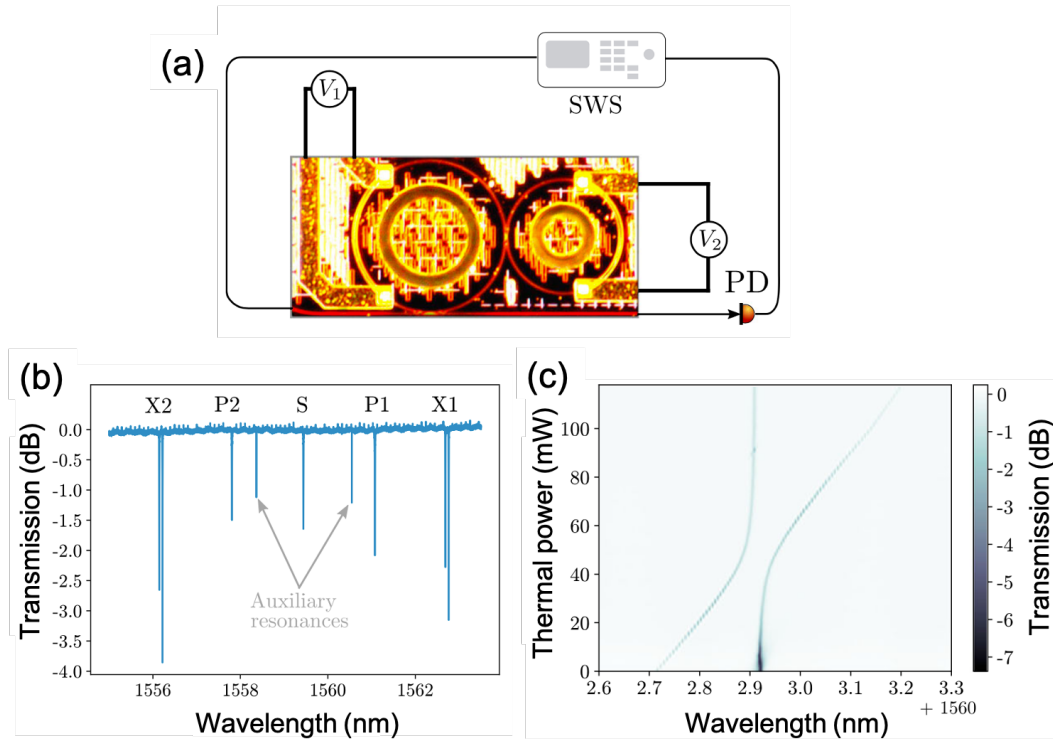 (a)
V1
SWS
V2
PD
(b)
X2 P2 S P1 X1
0.0
-0.5
-1.0
-1.5
-2.0
-2.5
-3.0
-3.5
-4.0
Transmission (dB)
Auxiliary
resonances
1556 1558 1560 1562
Wavelength (nm)
(c)
100
80
60
40
20
0
Thermal power (mW)
2.6 2.7 2.8 2.9 3.0 3.1 3.2 3.3
+ 1560
Wavelength (nm)
0
-1
-2
-3
-4
-5
-6
-7
Transmission (dB)